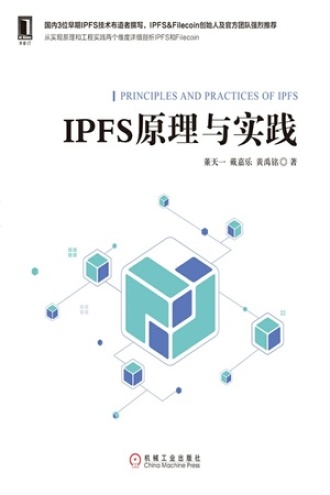 国内3位早期IPFS技术布道者撰写，IPFS&Filecoin创始人及官方团队强烈推荐
从实现原理和工程实践两个维度详细剖析IPFS和Filecoin
PRINCIPLES AND PRACTICES OF IPFS
IPFS原理与实践
董天一 戴嘉乐 黄禹铭◎著
机械工业出版社
China Machine Press